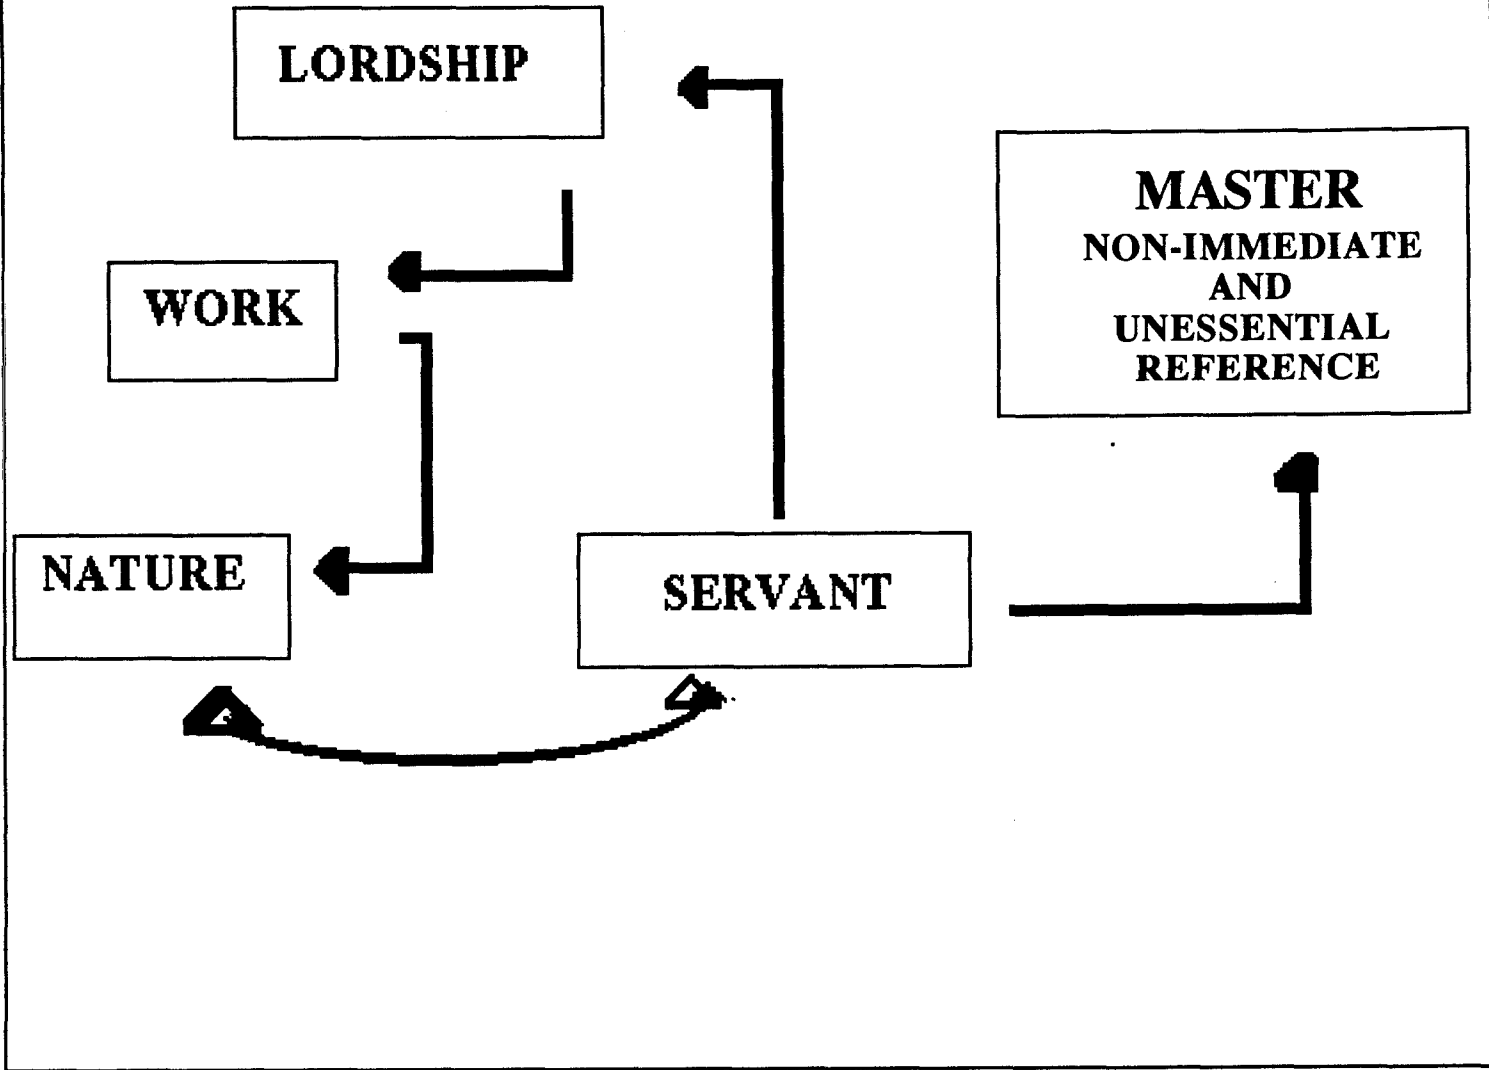 LORDSHIP
MASTER
NON-IMMEDIATE
AND
UNESSENTIAL
REFERENCE
WORK
NATURE
SERVANT